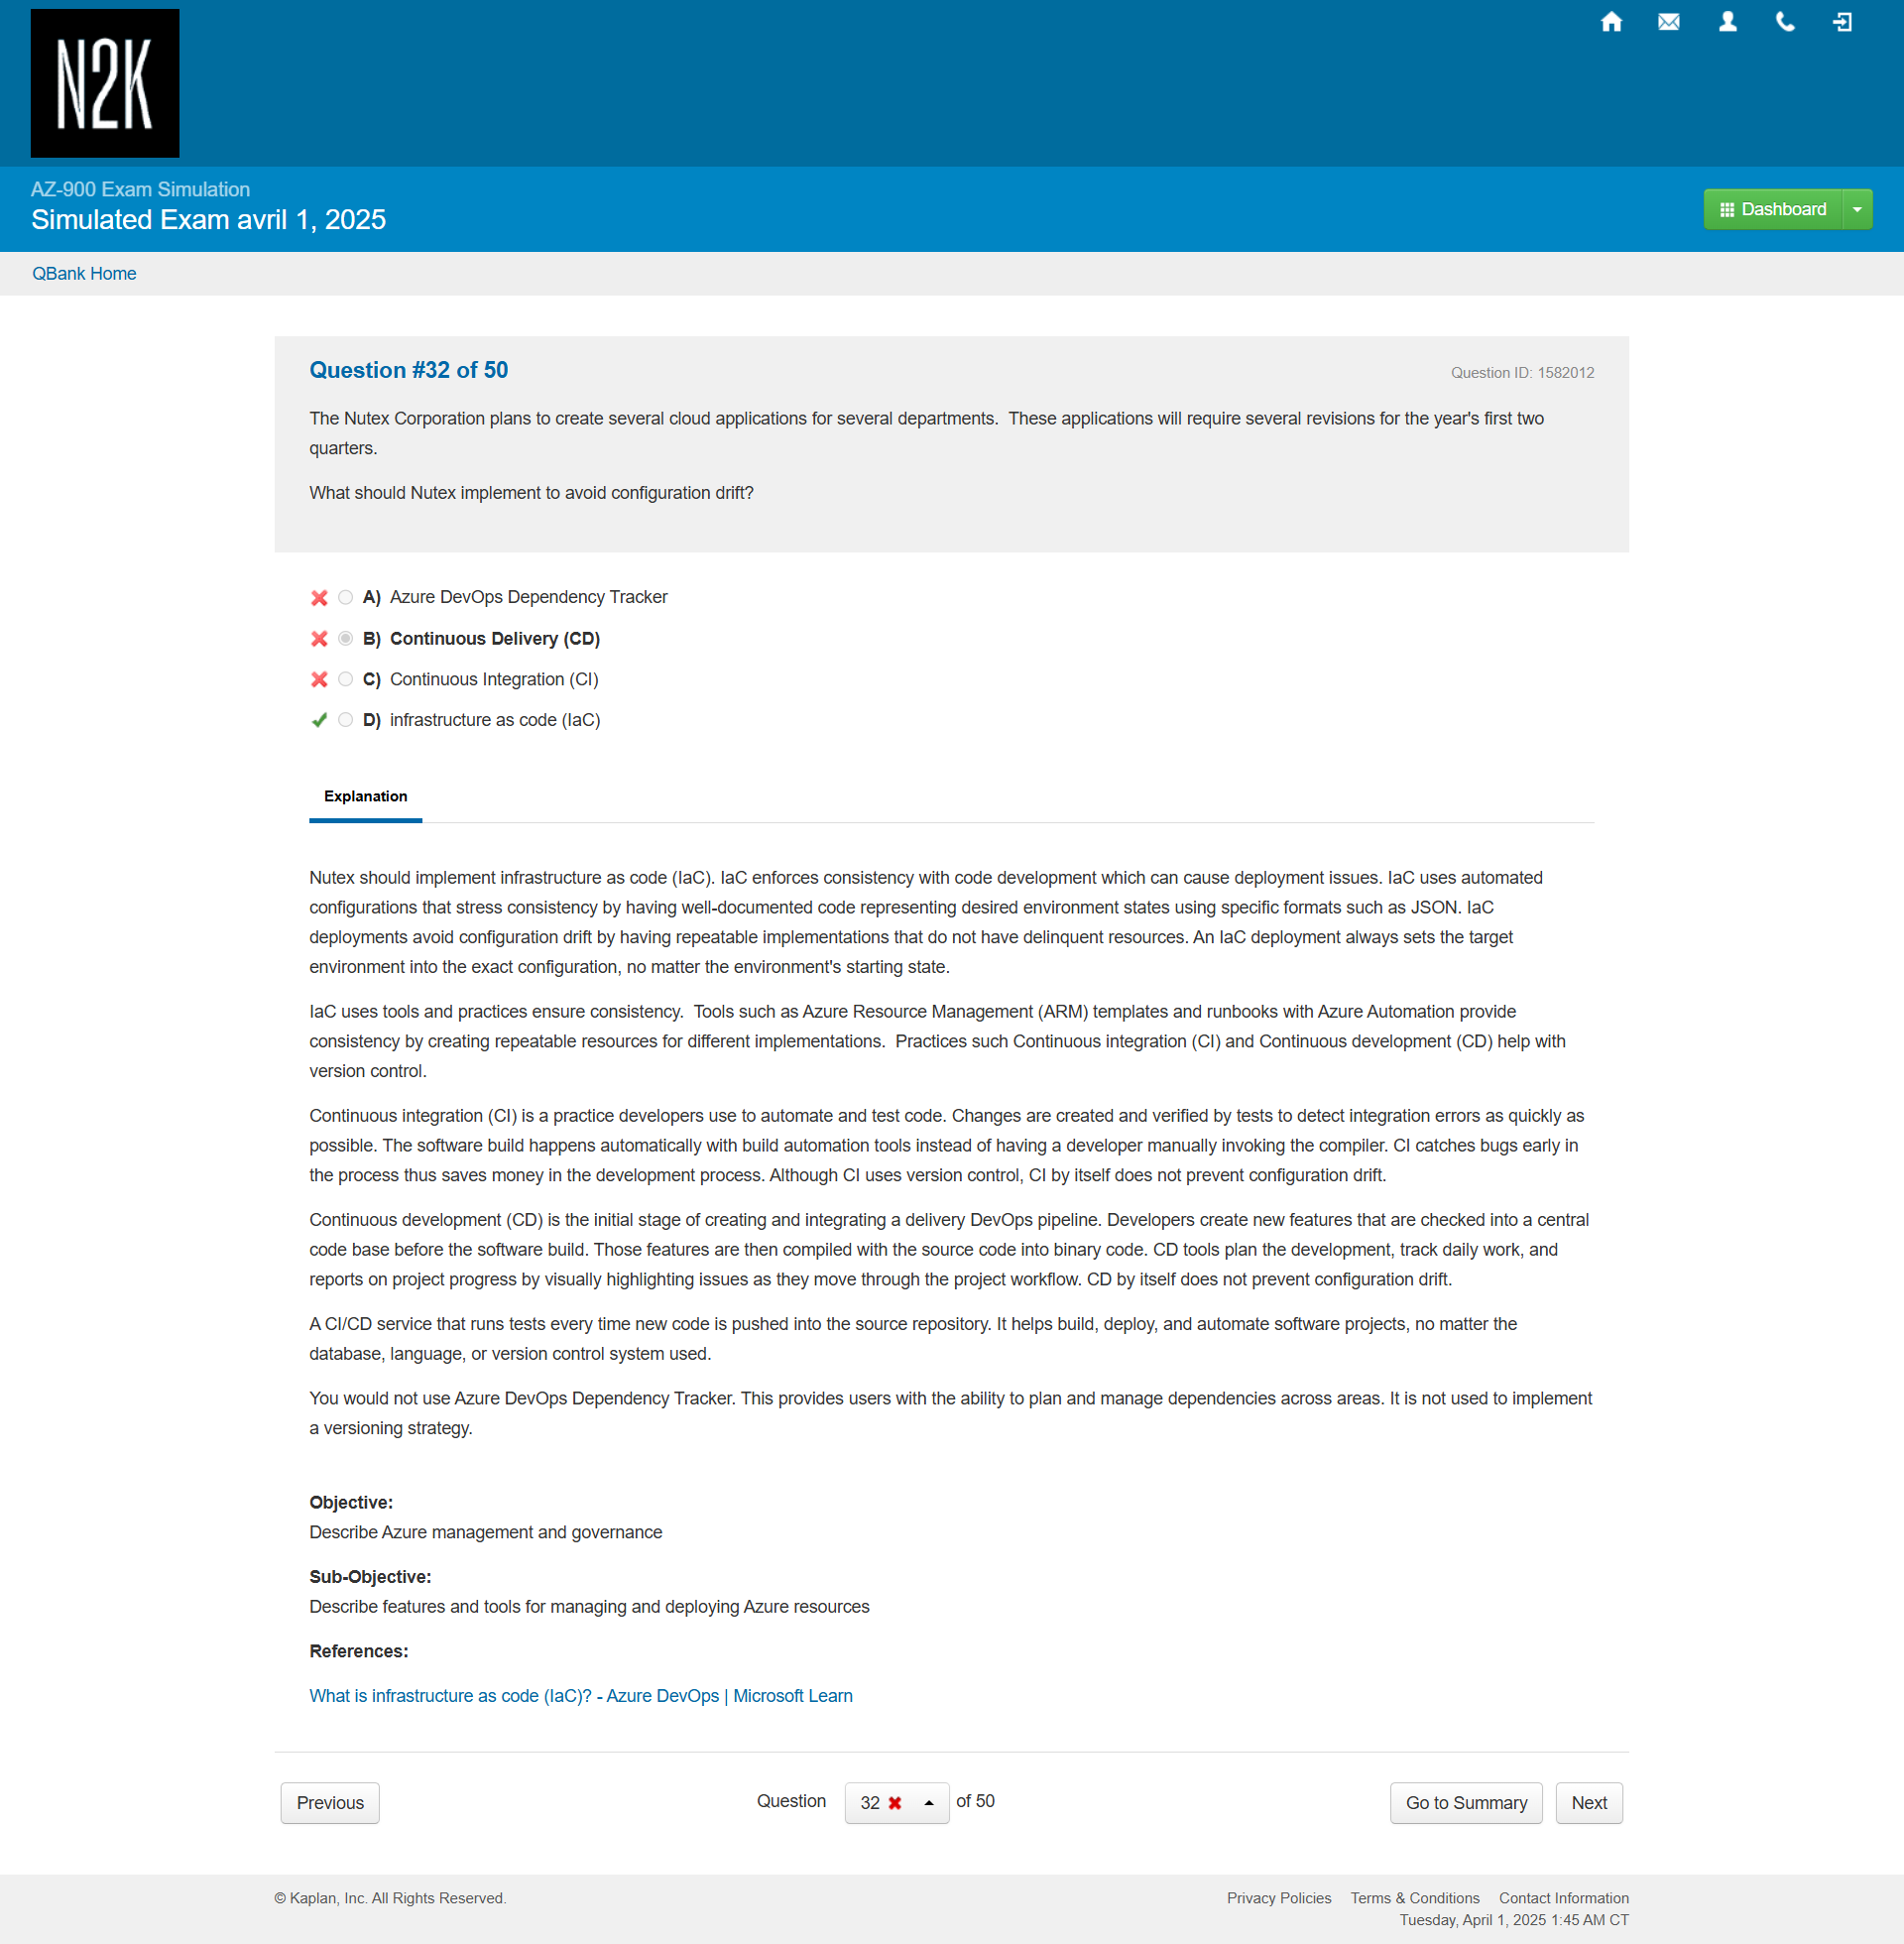 N2K
AZ-900 Exam Simulation
Simulated Exam avril 1, 2025
Dashboard
QBank Home
Question #32 of 50
Question ID: 1582012
The Nutex Corporation plans to create several cloud applications for several departments.  These applications will require several revisions for the year's first two
quarters.
What should Nutex implement to avoid configuration drift?
A) Azure DevOps Dependency Tracker
B) Continuous Delivery (CD)
C) Continuous Integration (CI)
D) infrastructure as code (IaC)
Explanation
Nutex should implement infrastructure as code (IaC). IaC enforces consistency with code development which can cause deployment issues. IaC uses automated
configurations that stress consistency by having well-documented code representing desired environment states using specific formats such as JSON. IaC
deployments avoid configuration drift by having repeatable implementations that do not have delinquent resources. An IaC deployment always sets the target
environment into the exact configuration, no matter the environment's starting state.
IaC uses tools and practices ensure consistency.  Tools such as Azure Resource Management (ARM) templates and runbooks with Azure Automation provide
consistency by creating repeatable resources for different implementations.  Practices such Continuous integration (CI) and Continuous development (CD) help with
version control.
Continuous integration (CI) is a practice developers use to automate and test code. Changes are created and verified by tests to detect integration errors as quickly as
possible. The software build happens automatically with build automation tools instead of having a developer manually invoking the compiler. CI catches bugs early in
the process thus saves money in the development process. Although CI uses version control, CI by itself does not prevent configuration drift.
Continuous development (CD) is the initial stage of creating and integrating a delivery DevOps pipeline. Developers create new features that are checked into a central
code base before the software build. Those features are then compiled with the source code into binary code. CD tools plan the development, track daily work, and
reports on project progress by visually highlighting issues as they move through the project workflow. CD by itself does not prevent configuration drift.
A CI/CD service that runs tests every time new code is pushed into the source repository. It helps build, deploy, and automate software projects, no matter the
database, language, or version control system used.
You would not use Azure DevOps Dependency Tracker. This provides users with the ability to plan and manage dependencies across areas. It is not used to implement
a versioning strategy.
Objective:
Describe Azure management and governance
Sub-Objective:
Describe features and tools for managing and deploying Azure resources
References:
What is infrastructure as code (IaC)? - Azure DevOps | Microsoft Learn
Previous
Question 32 of 50
Go to Summary
Next
© Kaplan, Inc. All Rights Reserved.
Privacy Policies Terms & Conditions Contact Information
Tuesday, April 1, 2025 1:45 AM CT